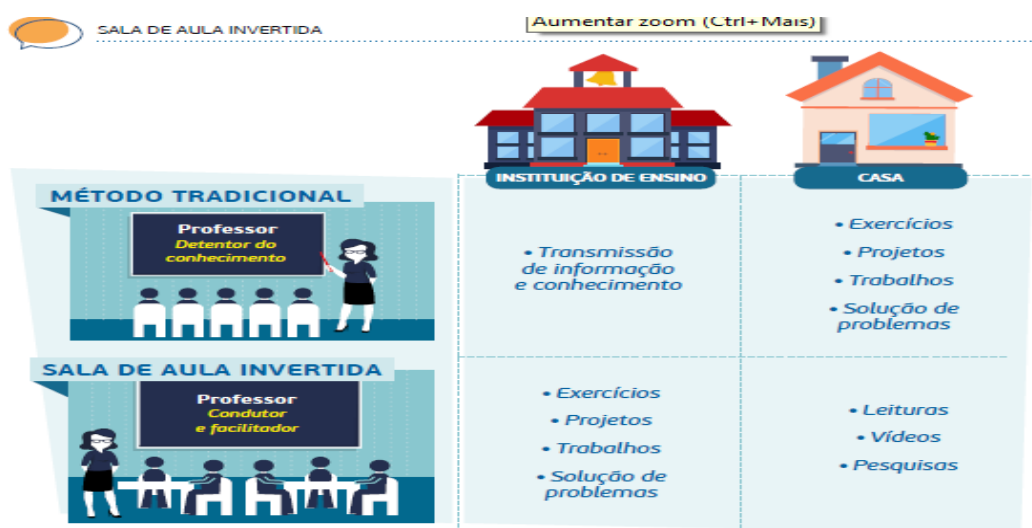 SALA DE AULA INVERTIDA
Aumentar zoom (Ctrl+Mais)
INSTITUIÇÃO DE ENSINO
CASA
MÉTODO TRADICIONAL
Professor
Detentor do
conhecimento
• Transmissão
de informação
e conhecimento
• Exercícios
• Projetos
• Trabalhos
• Solução de
problemas
SALA DE AULA INVERTIDA
Professor
Condutor
e facilitador
• Exercícios
• Projetos
• Trabalhos
• Solução de
problemas
• Leituras
• Vídeos
• Pesquisas